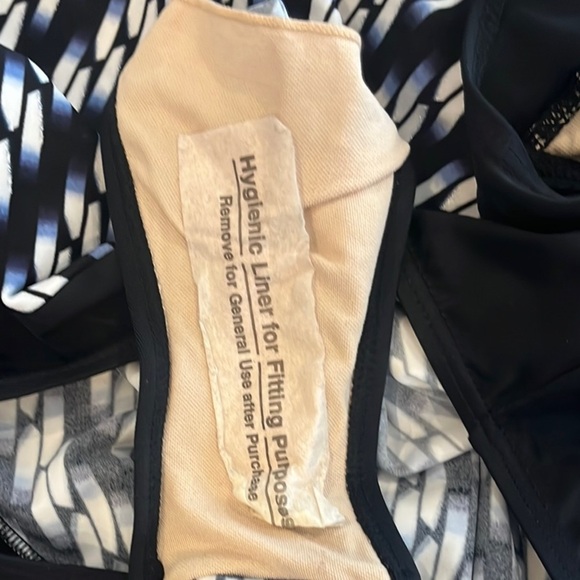 Hygienic Liner for Fitting Purposes
Remove for General Use after Purchase